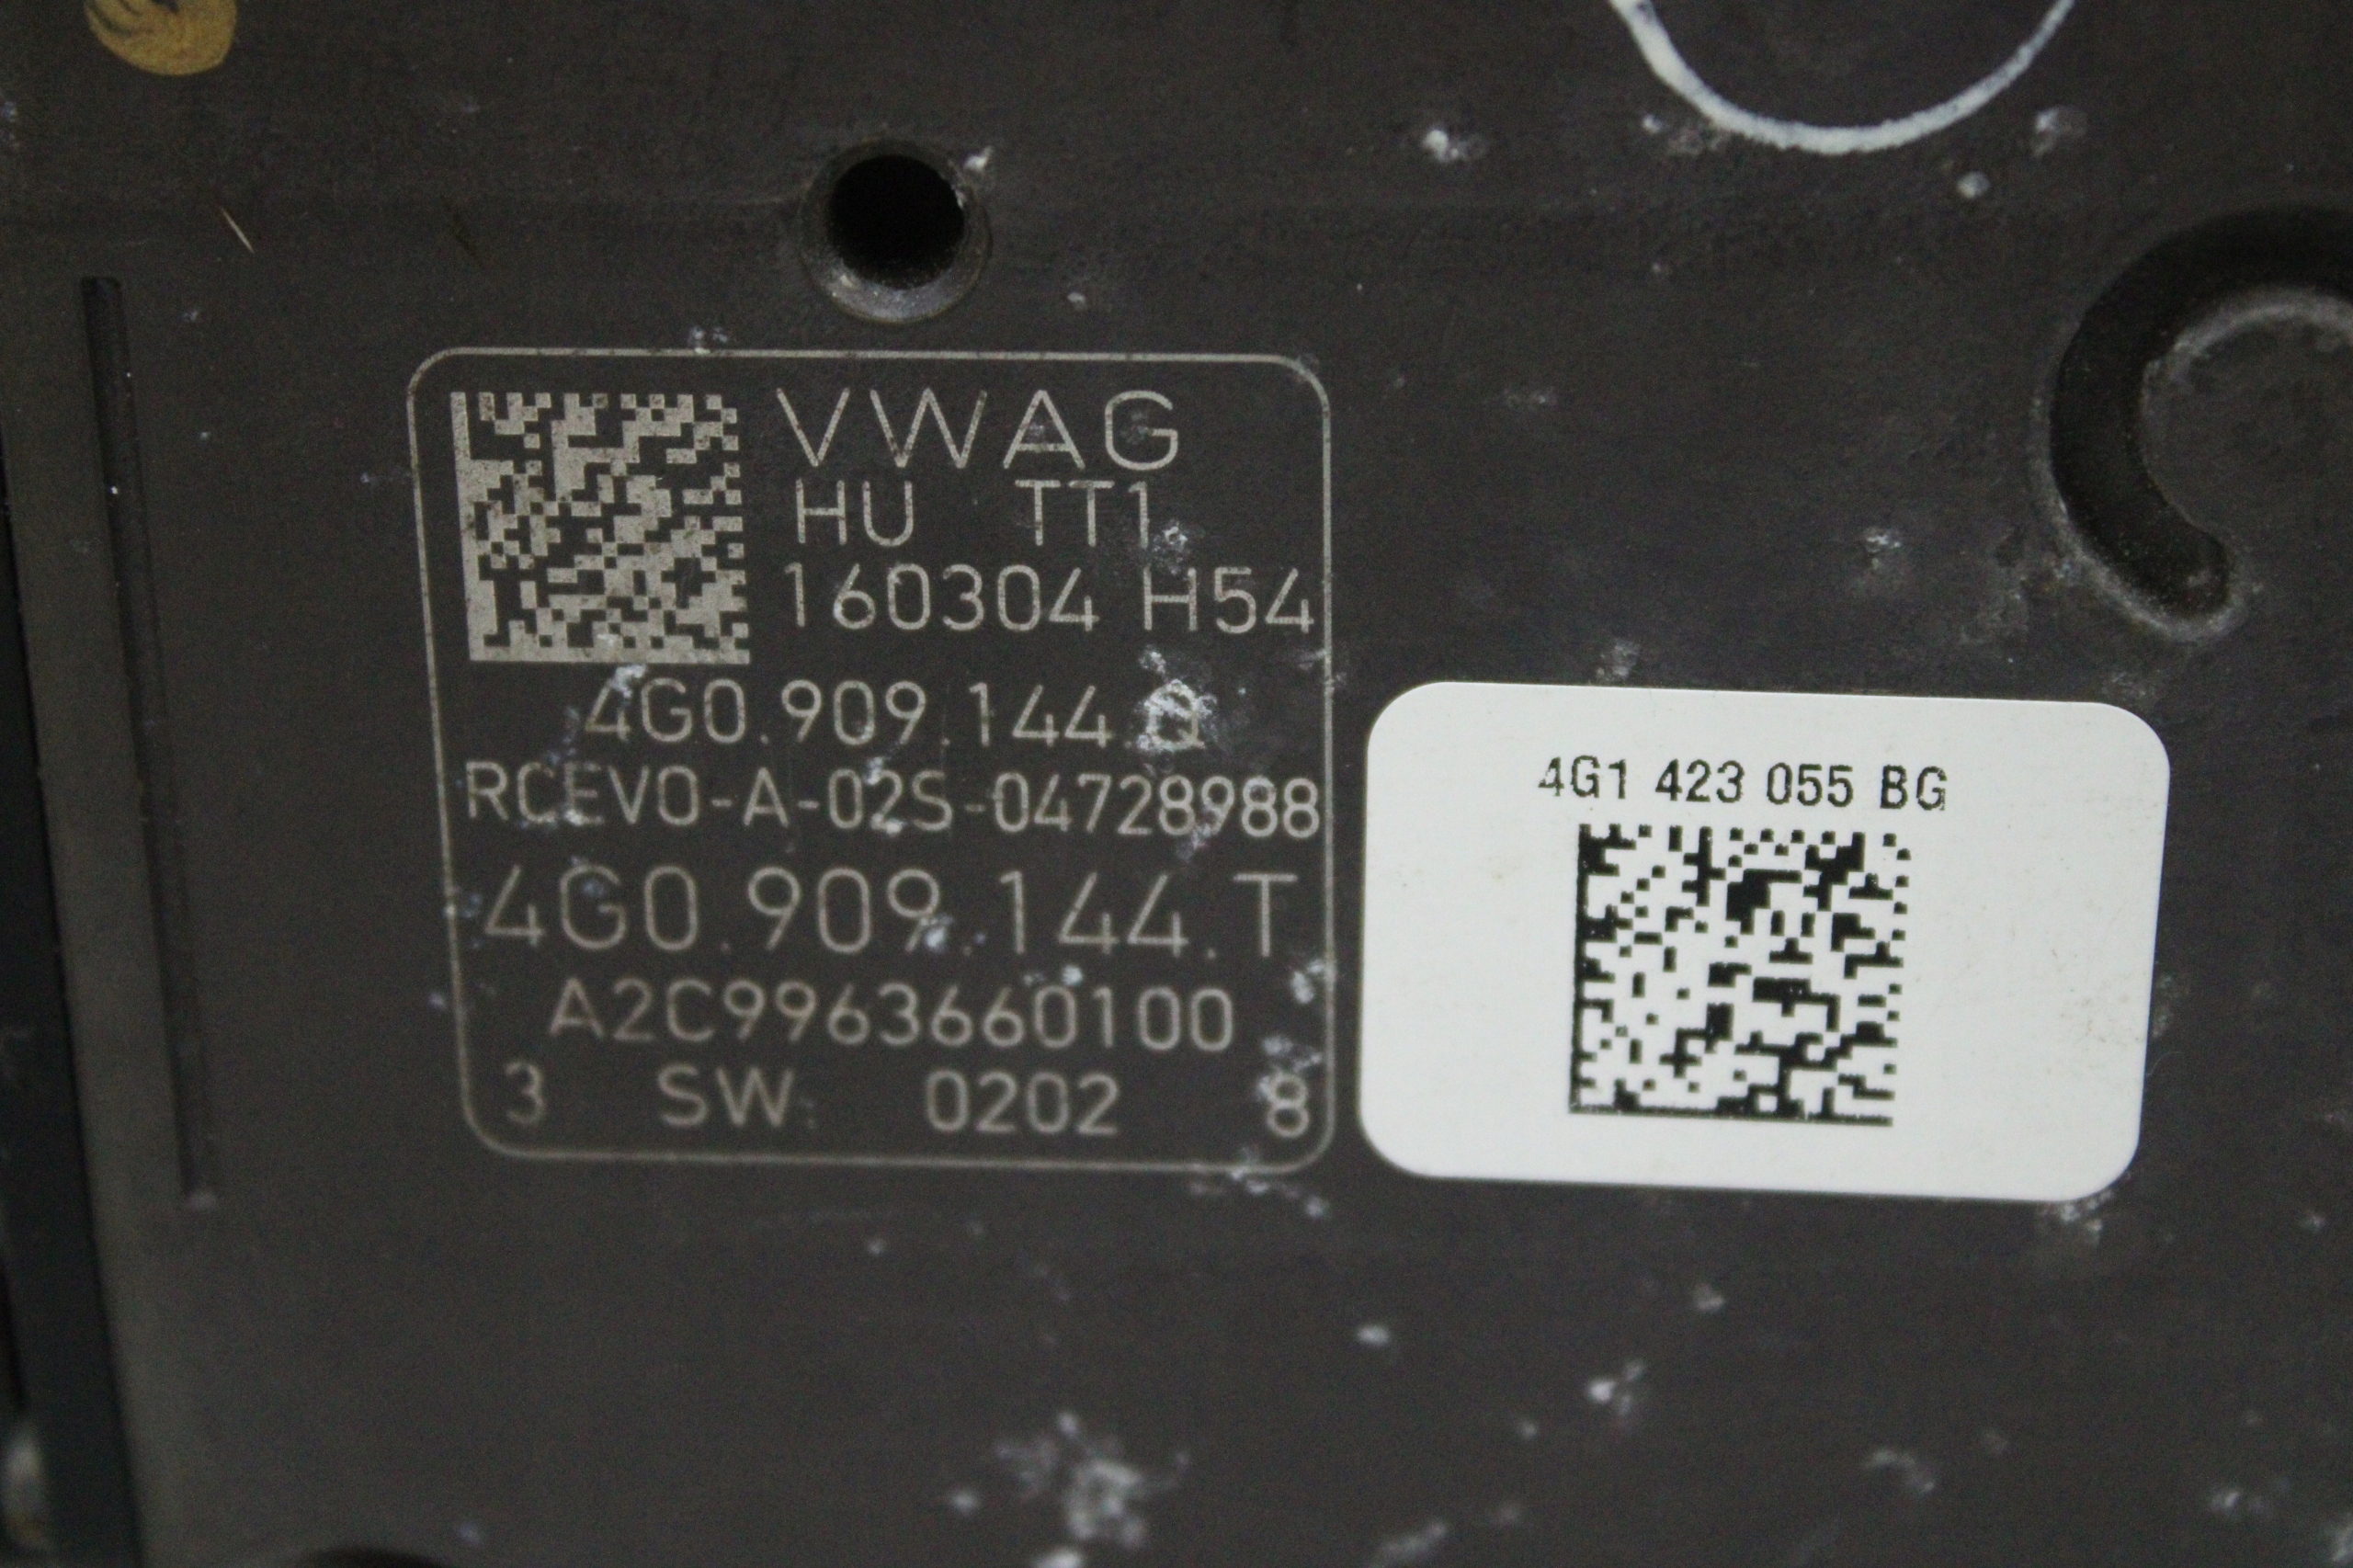 VWAG
HU TT1
160304 H54
4G0.909.144.Q
RCEVO-A-02S-04728988
4G0.909.144.T
A2C9963660100
3 SW: 0202 8
4G1 423 055 BG